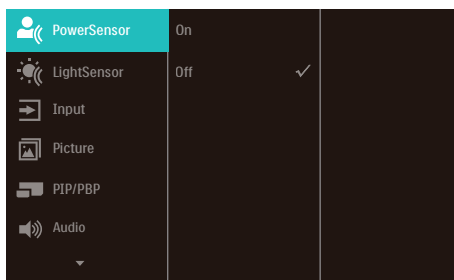 PowerSensor
On
LightSensor
Off
Input
Picture
PIP/PBP
Audio